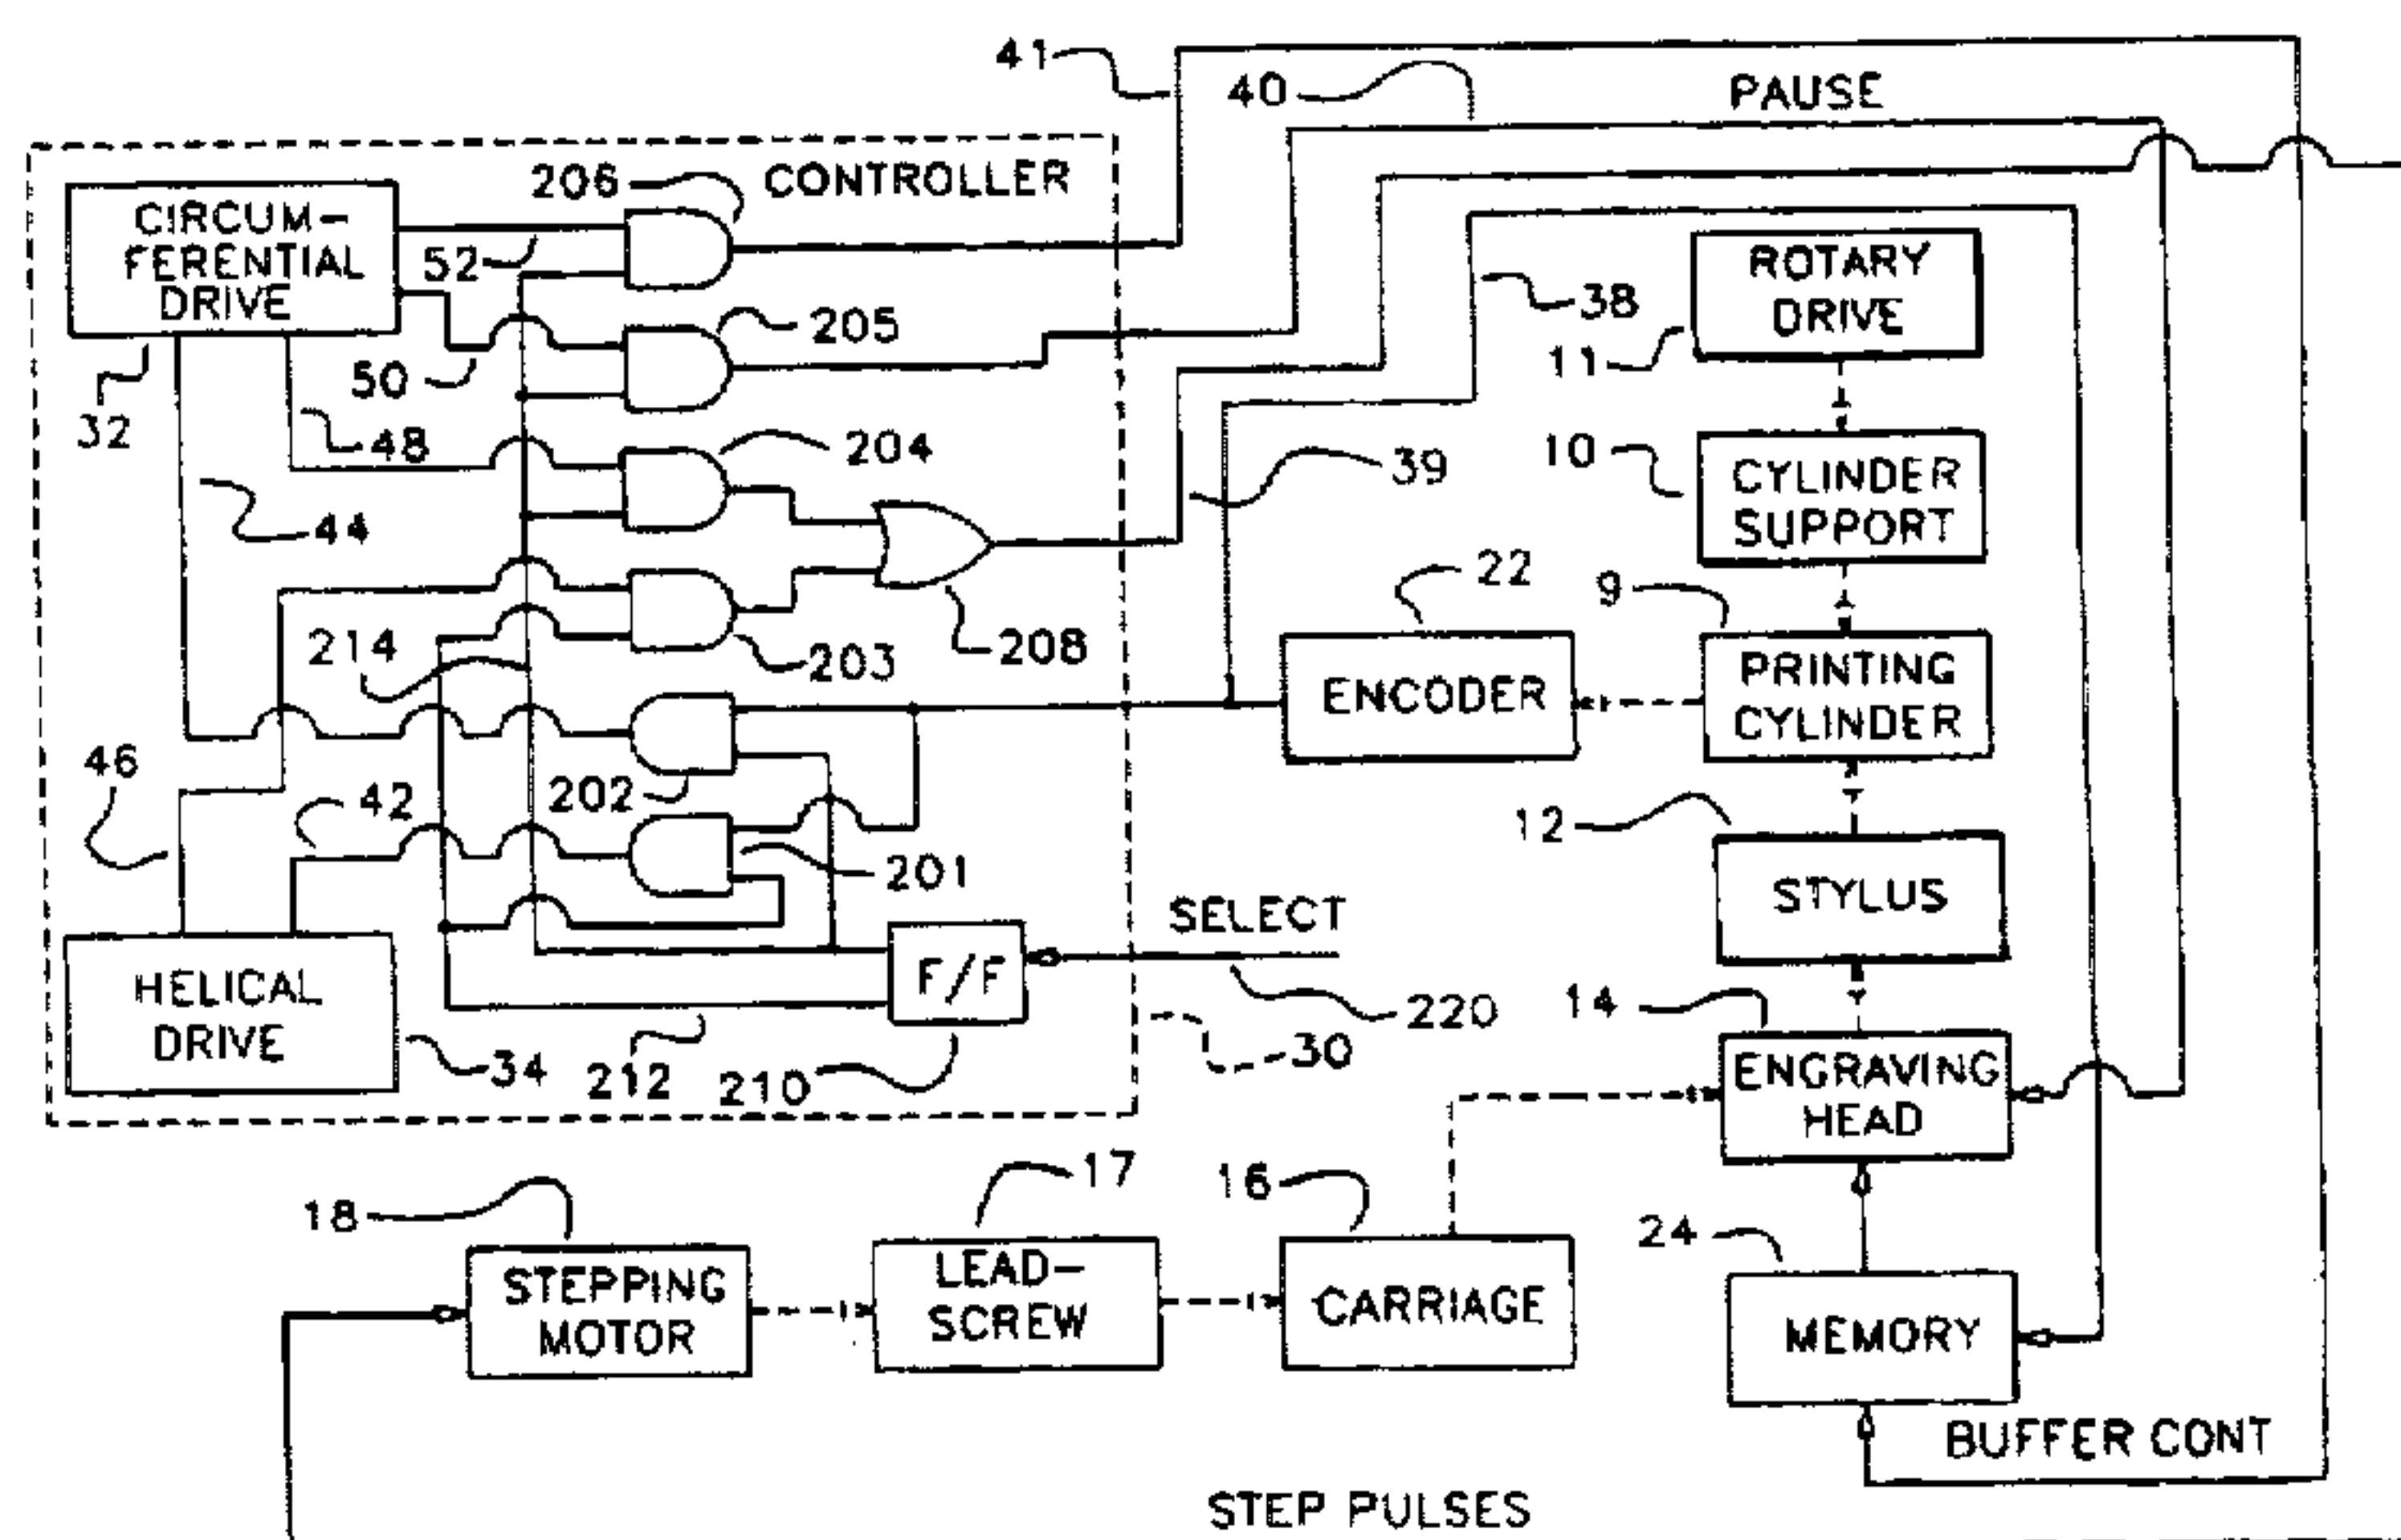 41
40
PAUSE
206
CONTROLLER
CIRCUM-
FERENTIAL
DRIVE
52
205
50
32
48
204
44
38
ROTARY
DRIVE
11
10
CYLINDER
SUPPORT
39
22
9
214
203
208
ENCODER
PRINTING
CYLINDER
46
42
202
201
12
STYLUS
SELECT
F/F
220
HELICAL
DRIVE
34
212
210
30
14
ENGRAVING
HEAD
18
17
16
24
STEPPING
MOTOR
LEAD-
SCREW
CARRIAGE
MEMORY
BUFFER CONT
STEP PULSES